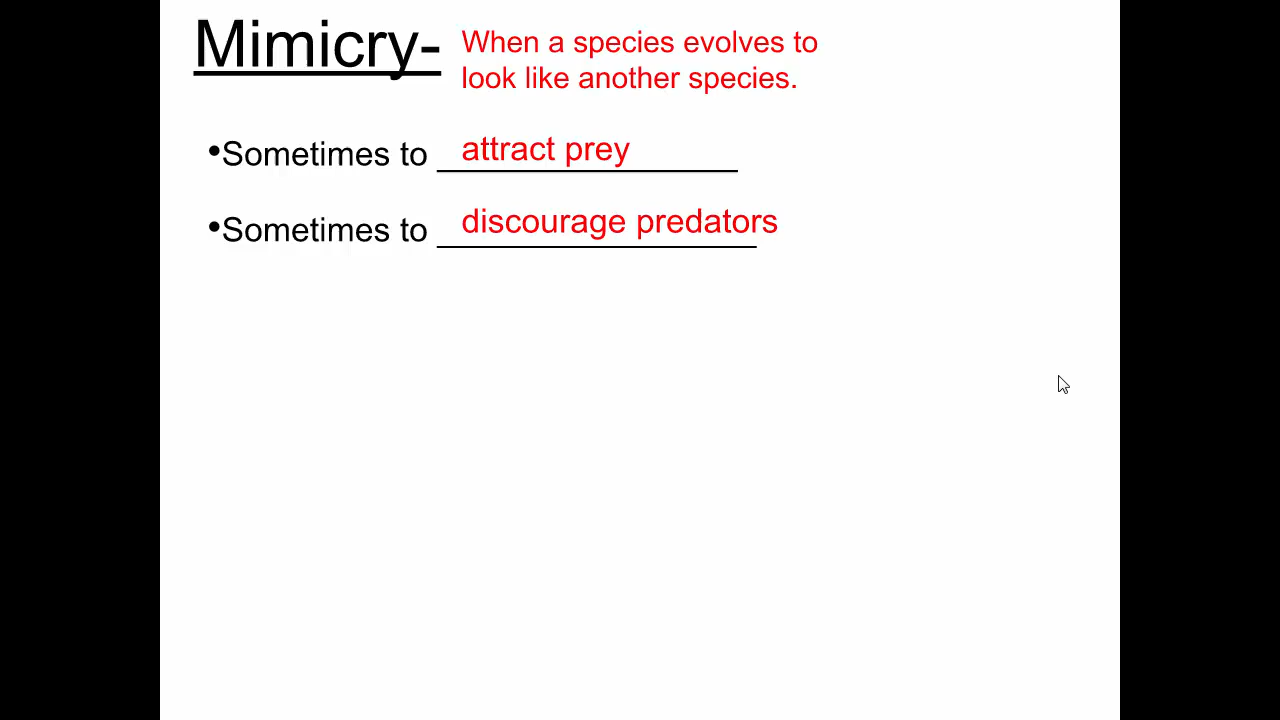 Mimicry- When a species evolves to
look like another species.
•Sometimes to attract prey
•Sometimes to discourage predators